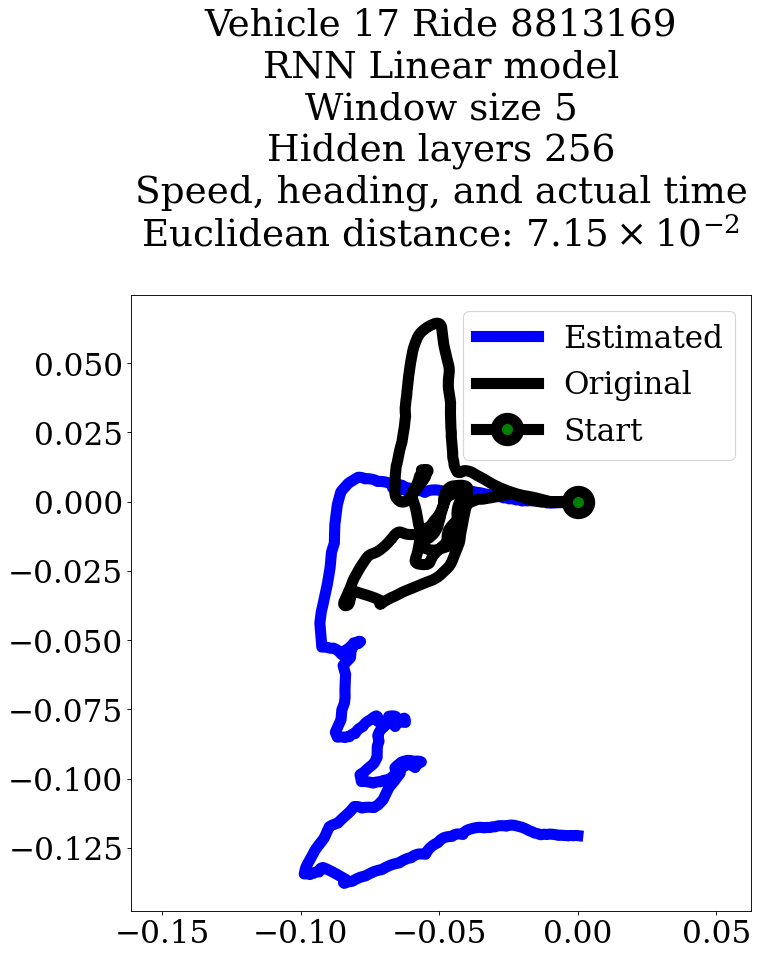 Vehicle 17 Ride 8813169
RNN Linear model
Window size 5
Hidden layers 256
Speed, heading, and actual time
Euclidean distance: 7.15 × 10⁻²
Estimated
Original
Start
0.050
0.025
0.000
−0.025
−0.050
−0.075
−0.100
−0.125
−0.15 −0.10 −0.05 0.00 0.05